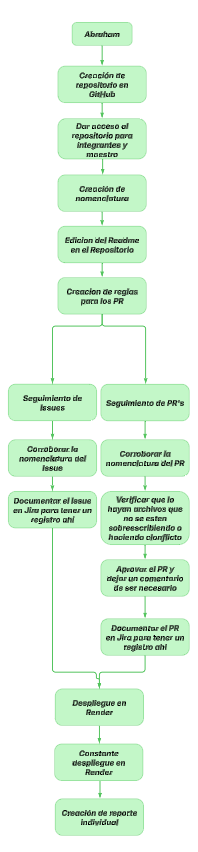 Abraham
Creación de
repositorio en
GitHub
Dar acceso al
repositorio para
integrantes y
maestro
Creación de
nomenclatura
Edicion del Readme
en el Repositorio
Creacion de reglas
para los PR
Seguimiento de
Issues
Corroborar la
nomenclatura del
issue
Documentar el Issue
en Jira para tener un
registro ahi
Seguimiento de PR's
Corroborar la
nomenclatura del PR
Verificar que lo
hayan archivos que
no se esten
sobreescribiendo o
haciendo clonflicto
Aprovar el PR y
dejar un comentario
de ser necesario
Documentar el PR
en Jira para tener un
registro ahi
Despliegue en
Render
Constante
despliegue en
Render
Creación de reporte
individual